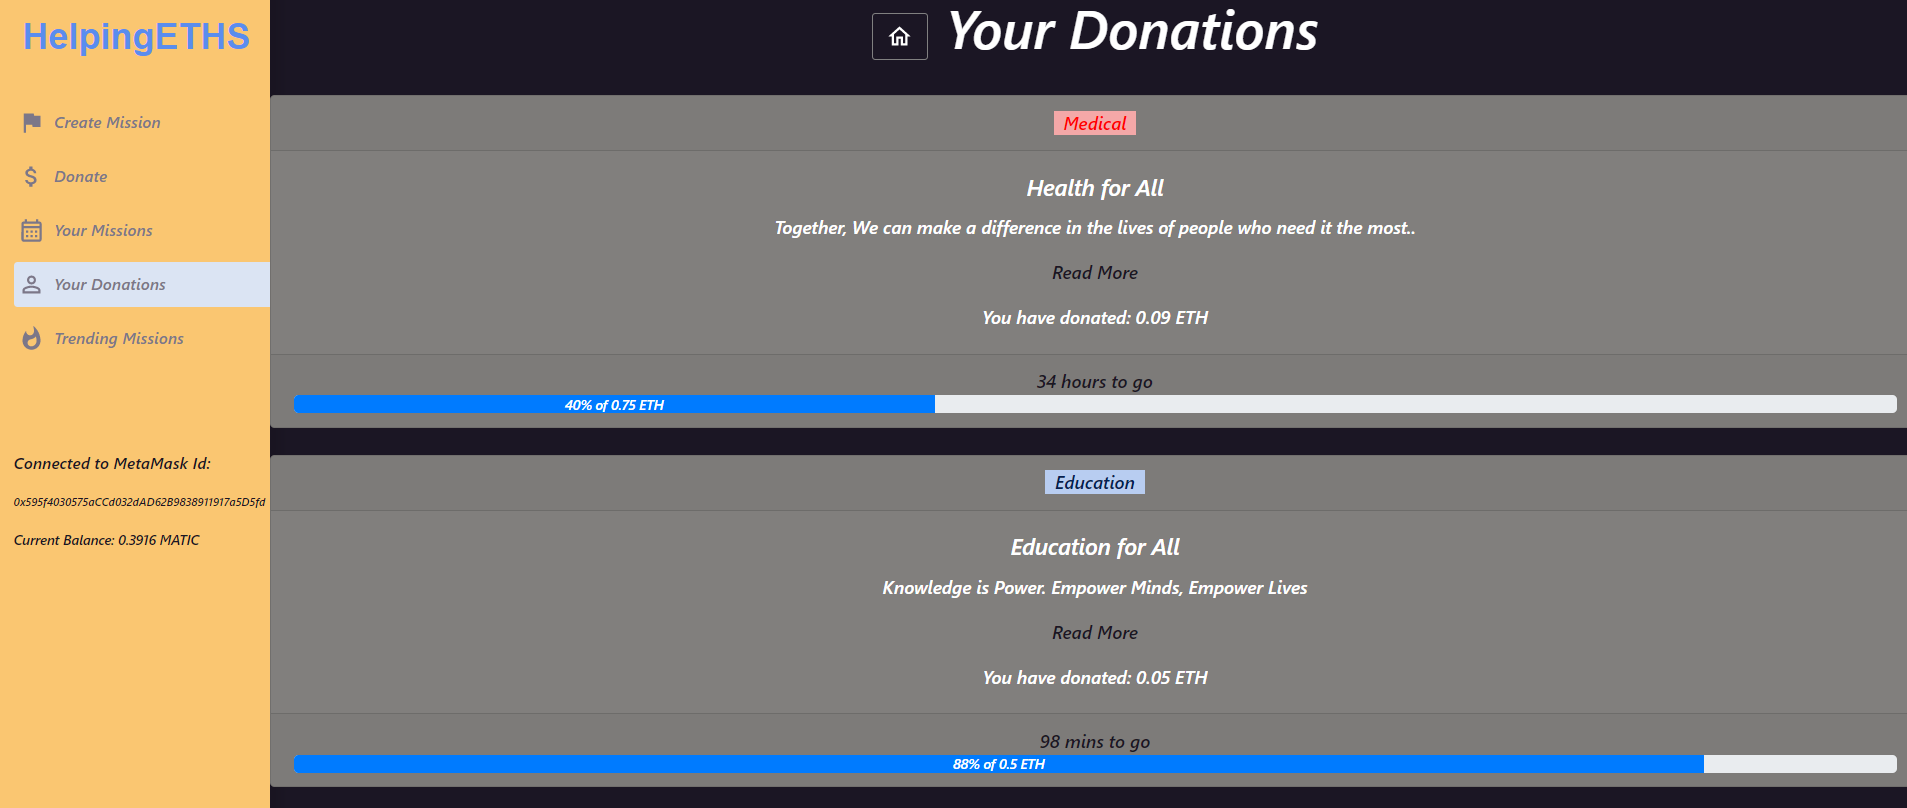 HelpingETHS
Create Mission
Donate
Your Missions
Your Donations
Trending Missions
Connected to MetaMask Id:
0x595f4030575aCCd032dAD62B9838911917a5D5fd
Current Balance: 0.3916 MATIC
Your Donations
Medical
Health for All
Together, We can make a difference in the lives of people who need it the most..
Read More
You have donated: 0.09 ETH
34 hours to go
40% of 0.75 ETH
Education
Education for All
Knowledge is Power. Empower Minds, Empower Lives
Read More
You have donated: 0.05 ETH
98 mins to go
88% of 0.5 ETH